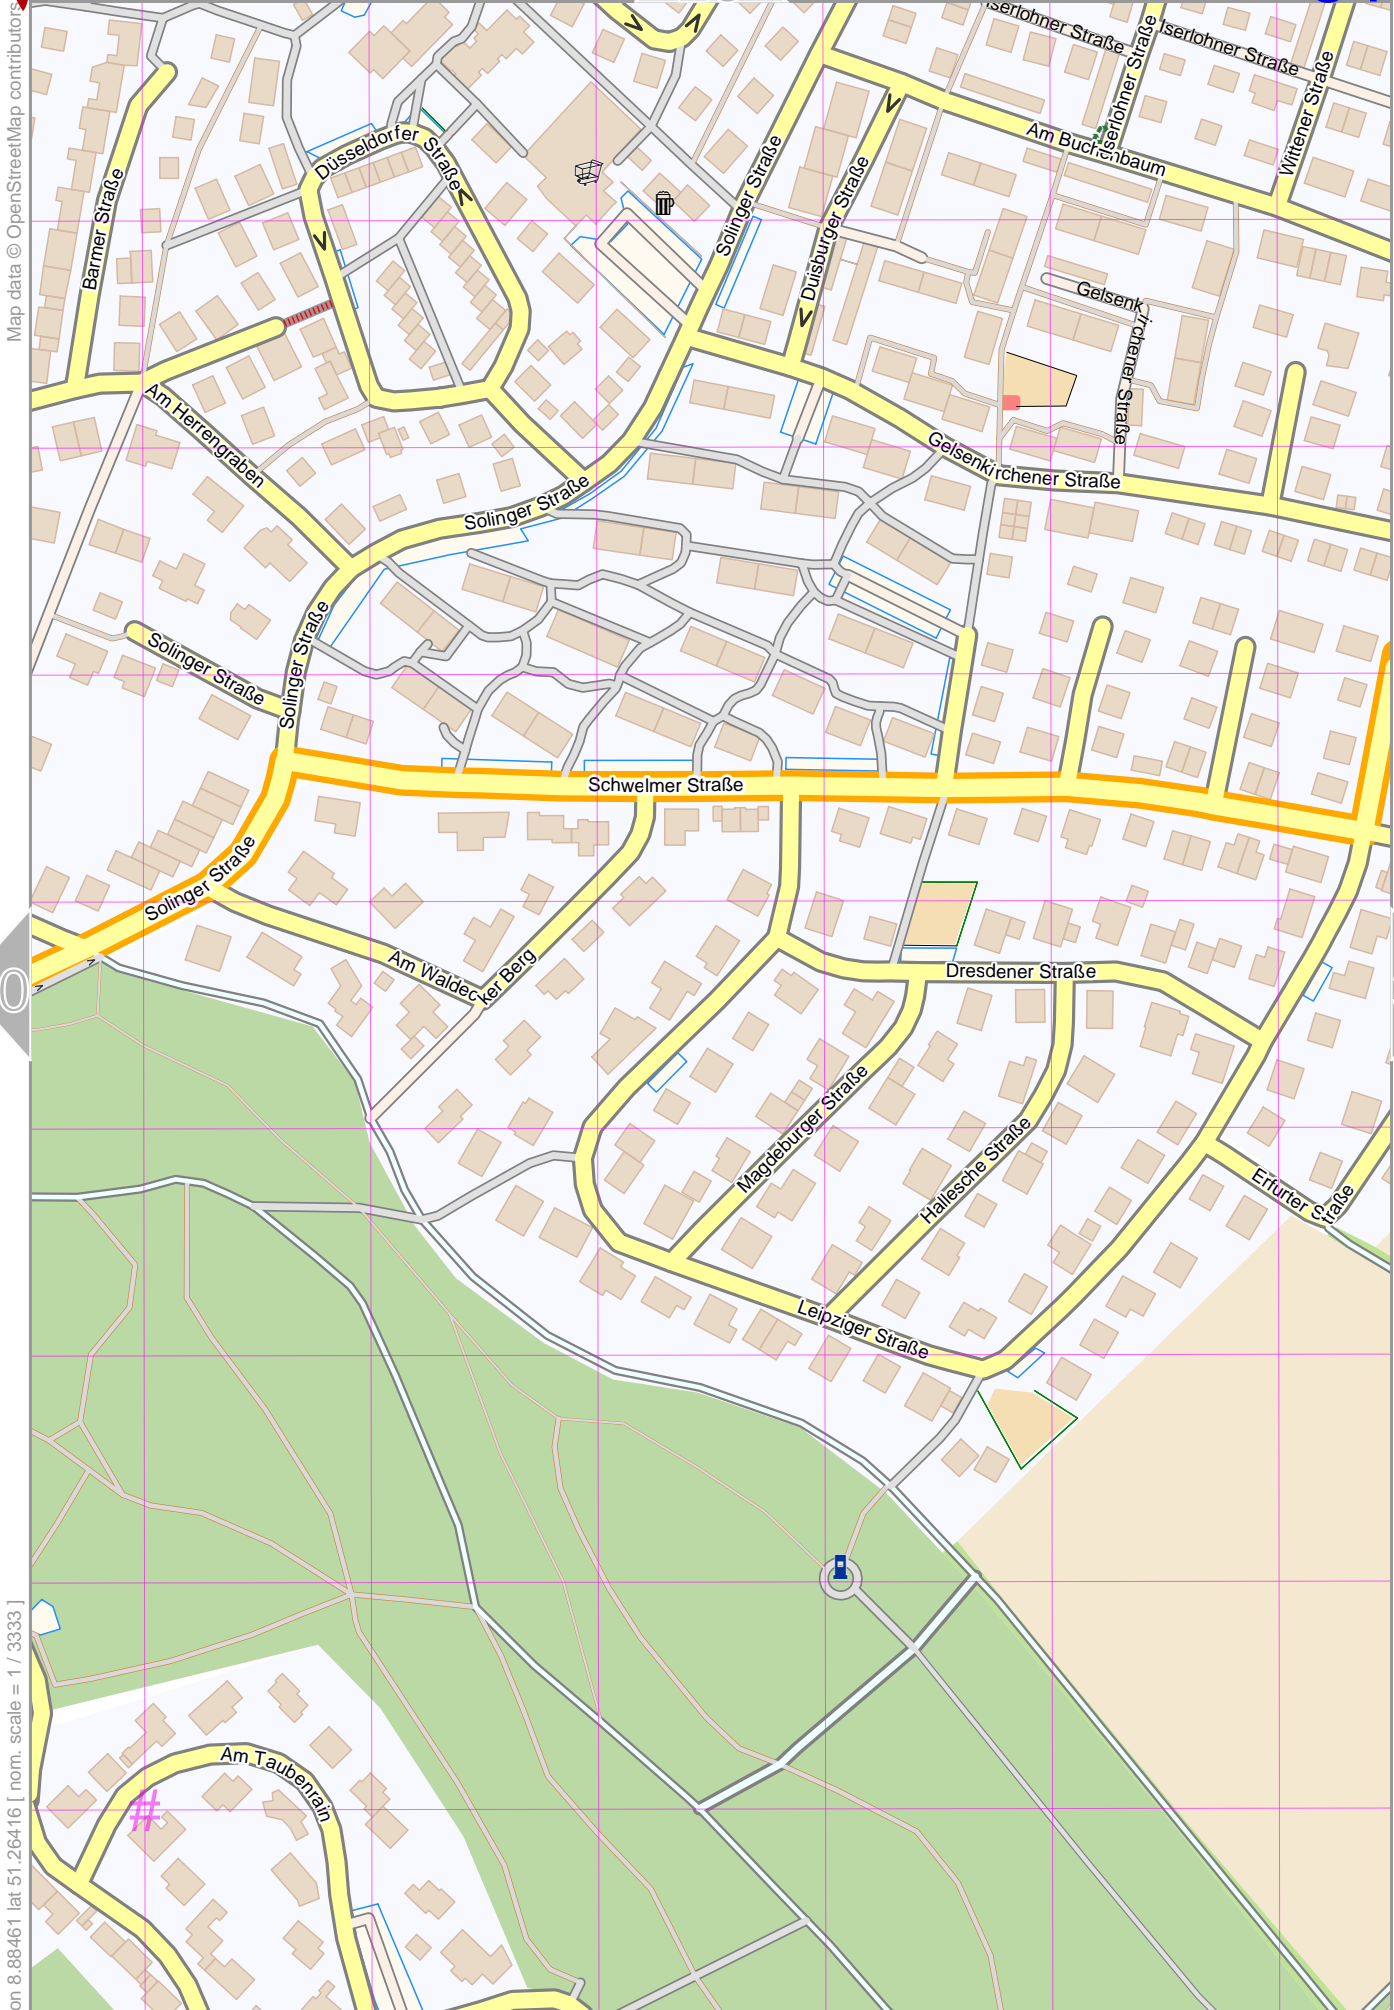 Map data © OpenStreetMap contributors
Iserlohner Straße
Iserlohner Straße
Iserlohner Straße
Wittener Straße
Am Buchenbaum
Düsseldorfer
Straße
Barmer Straße
Solinger Straße
Duisburger Straße
Gelsenkirchener Straße
Am Herrengraben
Gelsenkirchener Straße
Solinger Straße
Solinger Straße
Solinger Straße
Schwelmer Straße
Solinger Straße
Am Waldecker Berg
Dresdener Straße
0
Magdeburger Straße
Hallesche Straße
Erfurter Straße
Leipziger Straße
Am Taubenrain
#
on 8.88461 lat 51.26416 [ nom. scale = 1 / 3333 ]